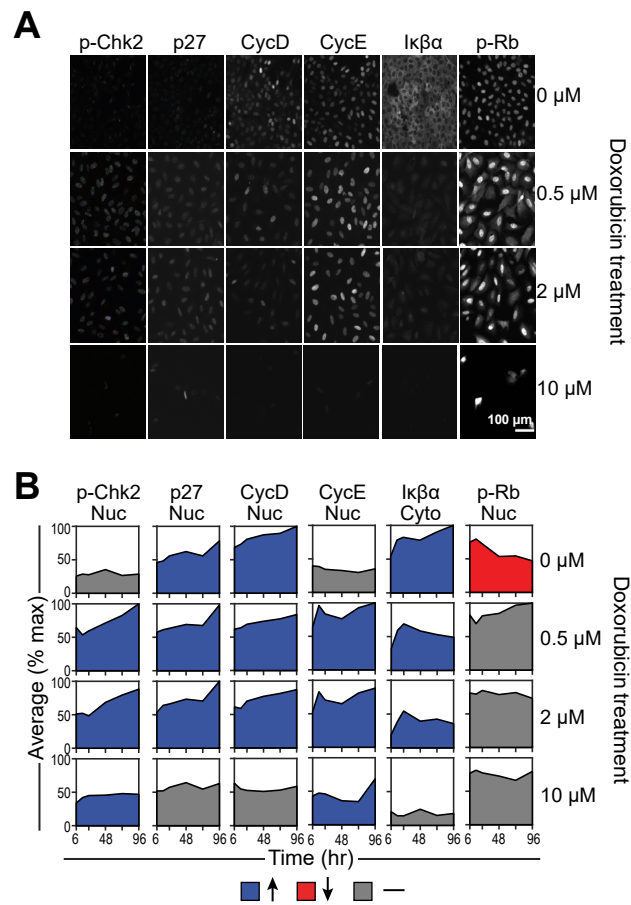 A
p-Chk2 p27 CycD CycE Iκβα p-Rb
0 µM
0.5 µM
2 µM
10 µM
100 µm
Doxorubicin treatment
B
p-Chk2 p27 CycD CycE Iκβα p-Rb
Nuc Nuc Nuc Nuc Cyto Nuc
100
50
0 µM
0
100
50
0.5 µM
0
100
50
2 µM
0
100
50
10 µM
0
6 48 96 6 48 96 6 48 96 6 48 96 6 48 96 6 48 96
Average (% max)
Time (hr)
Doxorubicin treatment
↑ ↓ —